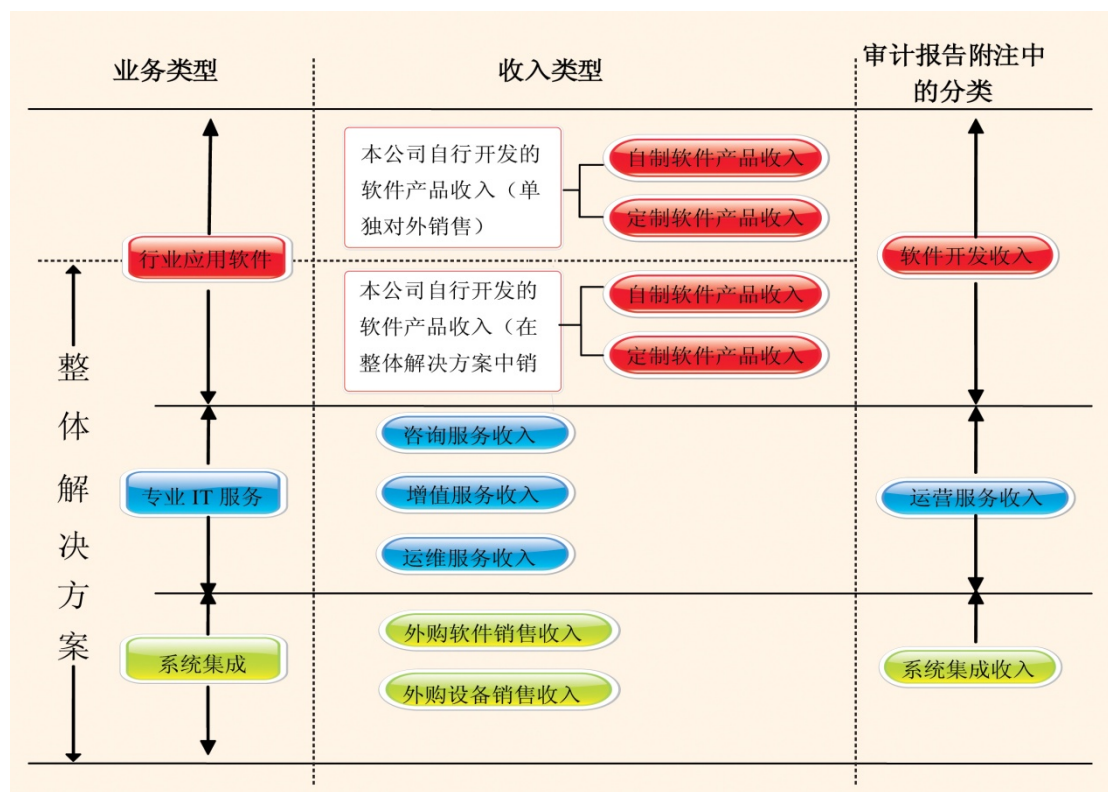 业务类型
收入类型
审计报告附注中
的分类
本公司自行开发的
软件产品收入（单
独对外销售）
自制软件产品收入
定制软件产品收入
行业应用软件
软件开发收入
本公司自行开发的
软件产品收入（在
整体解决方案中销
自制软件产品收入
定制软件产品收入
整体解决方案
咨询服务收入
专业 IT 服务
增值服务收入
运营服务收入
运维服务收入
系统集成
外购软件销售收入
外购设备销售收入
系统集成收入